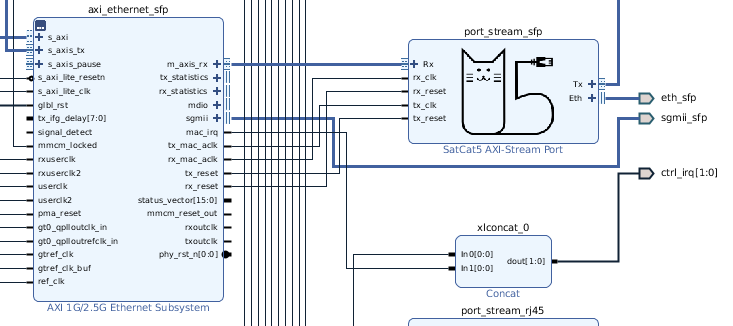 axi_ethernet_sfp
s_axi
s_axis_tx
s_axis_pause
s_axi_lite_resetn
s_axi_lite_clk
glbl_rst
tx_ifg_delay[7:0]
signal_detect
mmcm_locked
rxuserclk
rxuserclk2
userclk
userclk2
pma_reset
gt0_qplloutclk_in
gt0_qplloutrefclk_in
gtref_clk
gtref_clk_buf
ref_clk
m_axis_rx
tx_statistics
rx_statistics
mdio
sgmii
mac_irq
tx_mac_aclk
rx_mac_aclk
tx_reset
rx_reset
status_vector[15:0]
mmcm_reset_out
rxoutclk
txoutclk
phy_rst_n[0:0]
AXI 1G/2.5G Ethernet Subsystem
port_stream_sfp
Rx
rx_clk
rx_reset
tx_clk
tx_reset
Tx
Eth
SatCat5 AXI-Stream Port
eth_sfp
sgmii_sfp
ctrl_irq[1:0]
xlconcat_0
In0[0:0]
In1[0:0]
dout[1:0]
Concat
port_stream_rj45